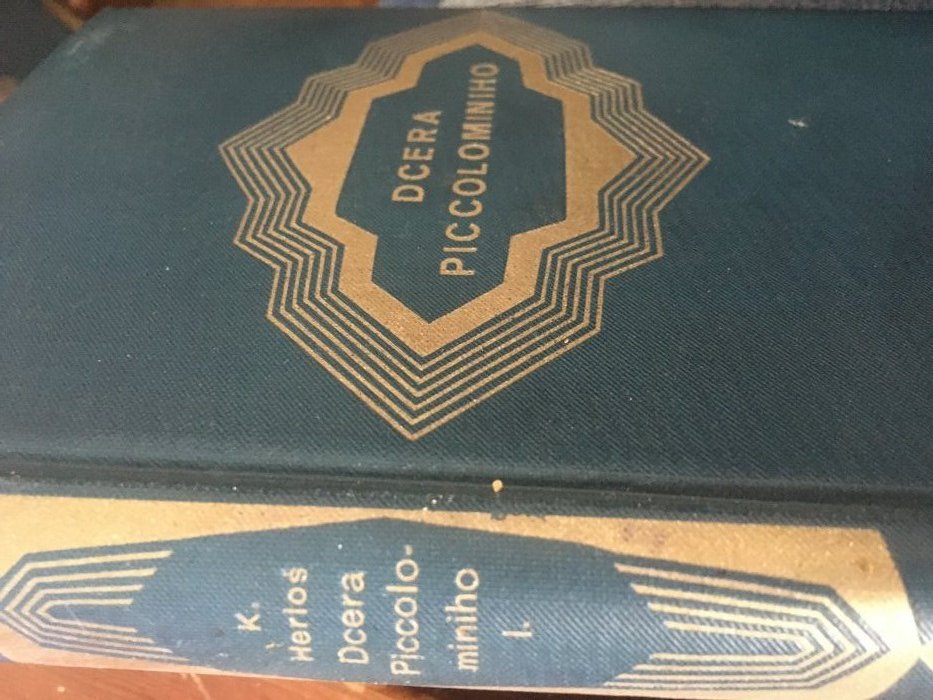 DCERA
PICCOLOMINIHO
K.
Herloš
Dcera
Piccolo-
miniho
I.